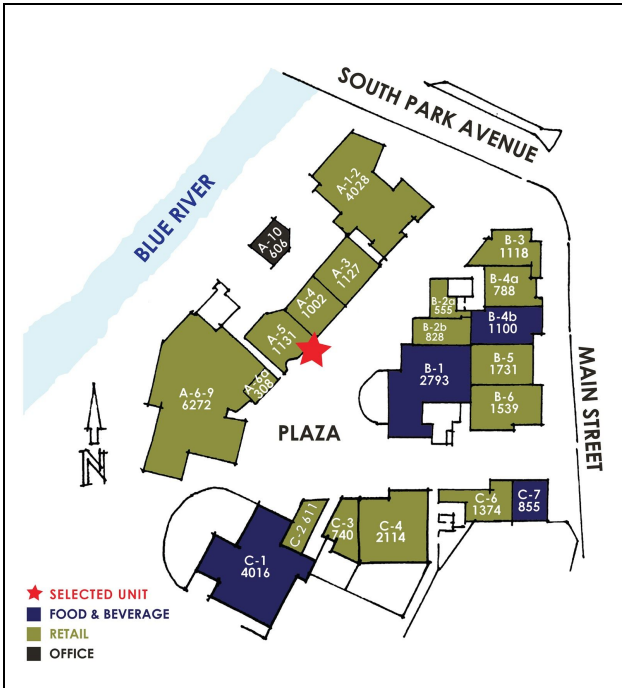 SOUTH PARK AVENUE
BLUE RIVER
A-1-2
4028
A-10
606
A-3
1127
A-4
1002
A-5
1131
A-6a
308
A-6-9
6272
B-3
1118
B-4a
788
B-2a
555
B-4b
1100
B-2b
828
B-1
2793
B-5
1731
B-6
1539
MAIN STREET
PLAZA
N
C-1
4016
C-2 611
C-3
740
C-4
2114
C-6
1374
C-7
855
SELECTED UNIT
FOOD & BEVERAGE
RETAIL
OFFICE